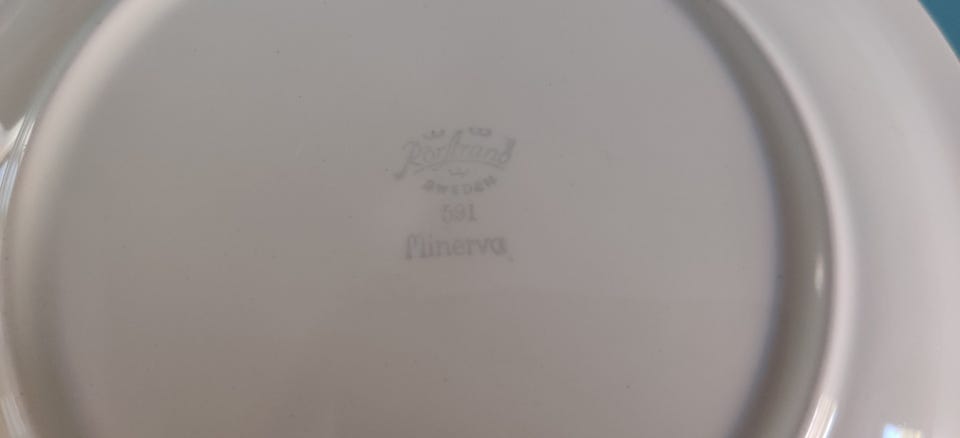 Rörstrand
SWEDEN
591
Minerva